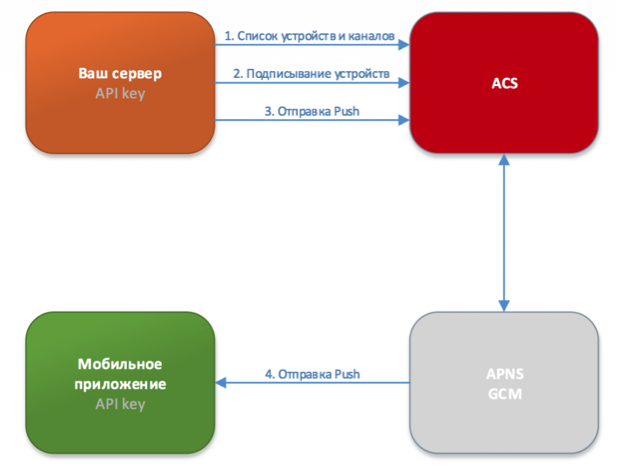 1. Список устройств и каналов
Ваш сервер
API key
2. Подписывание устройств
ACS
3. Отправка Push
Мобильное
приложение
API key
4. Отправка Push
APNS
GCM